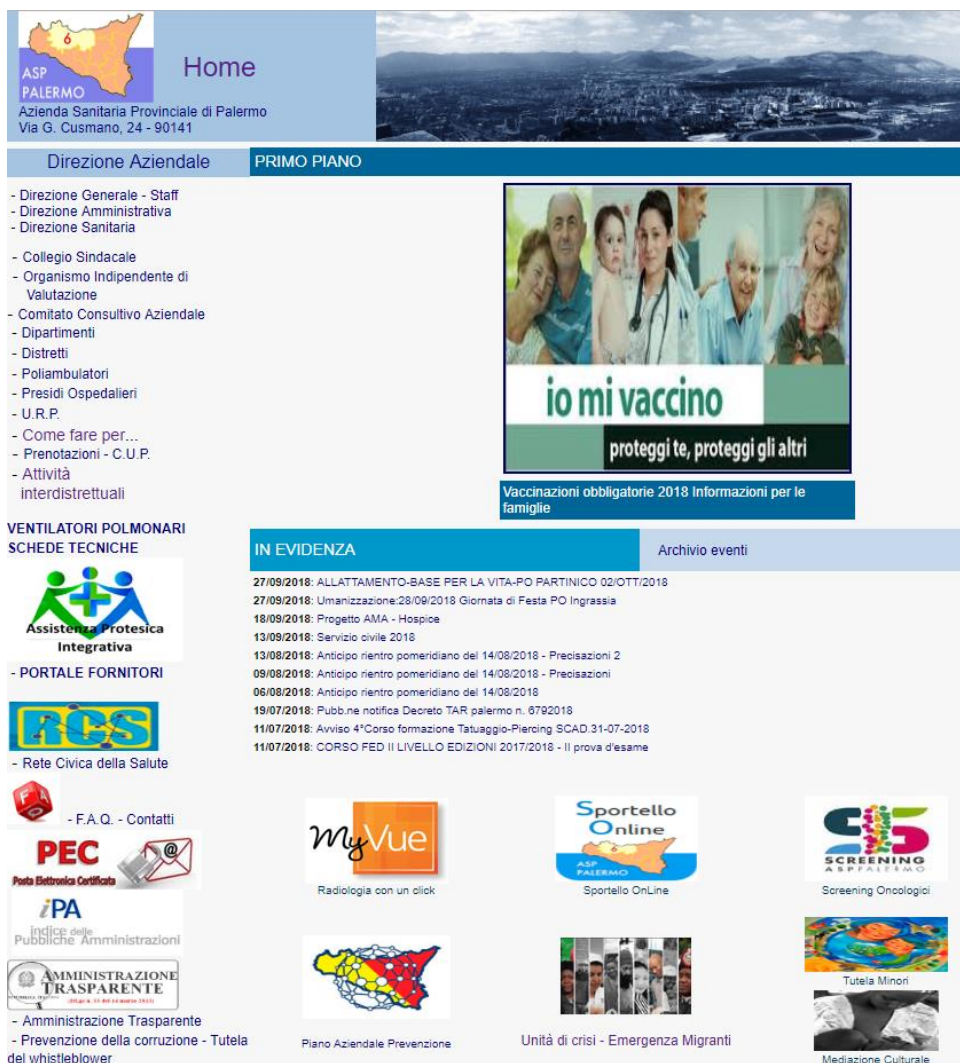 6
ASP
PALERMO
Home
Azienda Sanitaria Provinciale di Palermo
Via G. Cusmano, 24 - 90141
Direzione Aziendale
- Direzione Generale - Staff
- Direzione Amministrativa
- Direzione Sanitaria
- Collegio Sindacale
- Organismo Indipendente di
Valutazione
- Comitato Consultivo Aziendale
- Dipartimenti
- Distretti
- Poliambulatori
- Presidi Ospedalieri
- U.R.P.
- Come fare per...
- Prenotazioni - C.U.P.
- Attività
interdistrettuali
VENTILATORI POLMONARI
SCHEDE TECNICHE
Assistenza Protesica
Integrativa
- PORTALE FORNITORI
RCS
- Rete Civica della Salute
- F.A.Q. - Contatti
PEC
Posta Elettronica Certificata
@
iPA
indice delle
Pubbliche Amministrazioni
AMMINISTRAZIONE
TRASPARENTE
- Amministrazione Trasparente
- Prevenzione della corruzione - Tutela
del whistleblower
PRIMO PIANO
io mi vaccino
proteggi te, proteggi gli altri
Vaccinazioni obbligatorie 2018 Informazioni per le
famiglie
IN EVIDENZA
Archivio eventi
27/09/2018: ALLATTAMENTO-BASE PER LA VITA-PO PARTINICO 02/OTT/2018
27/09/2018: Umanizzazione:28/09/2018 Giornata di Festa PO Ingrassia
18/09/2018: Progetto AMA - Hospice
13/09/2018: Servizio civile 2018
13/08/2018: Anticipo rientro pomeridiano del 14/08/2018 - Precisazioni 2
09/08/2018: Anticipo rientro pomeridiano del 14/08/2018 - Precisazioni
06/08/2018: Anticipo rientro pomeridiano del 14/08/2018
19/07/2018: Pubb.ne notifica Decreto TAR palermo n. 6792018
11/07/2018: Avviso 4°Corso formazione Tatuaggio-Piercing SCAD.31-07-2018
11/07/2018: CORSO FED II LIVELLO EDIZIONI 2017/2018 - II prova d'esame
MyVue
Radiologia con un click
Sportello
Online
ASP
PALERMO
Sportello OnLine
SCREENING
ASP PALERMO
Screening Oncologici
Piano Aziendale Prevenzione
Unità di crisi - Emergenza Migranti
Tutela Minori
Mediazione Culturale